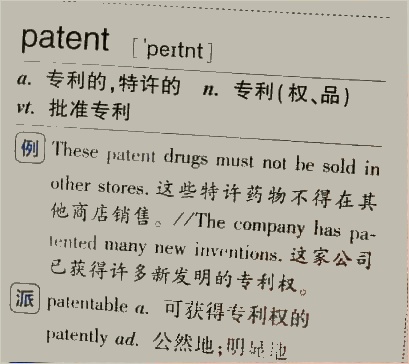 patent ['peɪtnt]
a. 专利的,特许的 n. 专利(权、品)
vt. 批准专利
例 These patent drugs must not be sold in
other stores. 这些特许药物不得在其
他商店销售。//The company has pa-
tented many new inventions. 这家公司
已获得许多新发明的专利权。
派 patentable a. 可获得专利权的
patently ad. 公然地;明显地